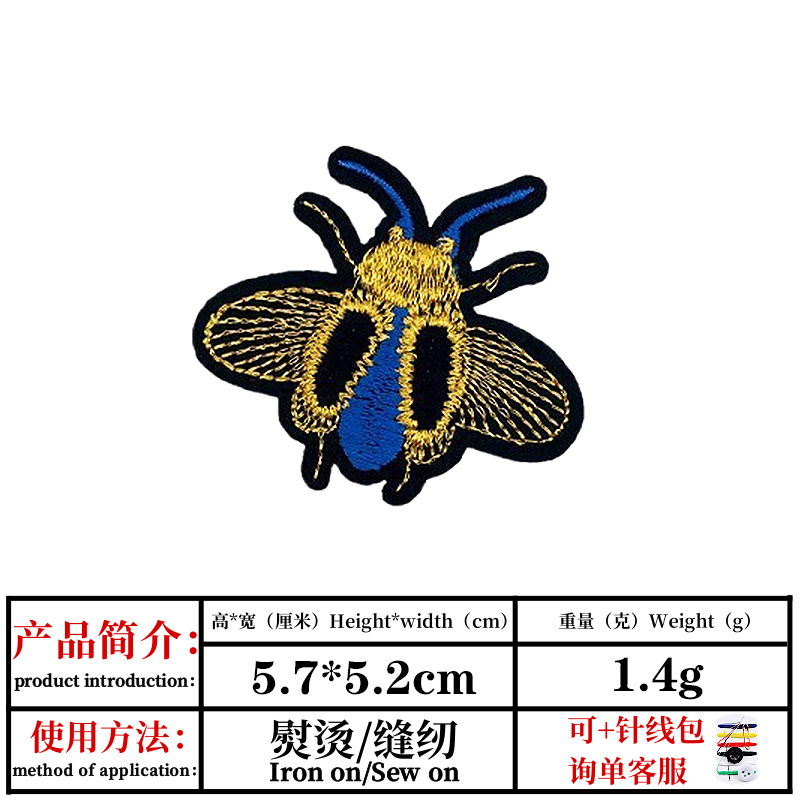 产品简介：
product introduction:
高*宽（厘米）Height*width（cm）
重量（克）Weight（g）
5.7*5.2cm
1.4g
使用方法：
method of application:
熨烫/缝纫
Iron on/Sew on
可+针线包
询单客服